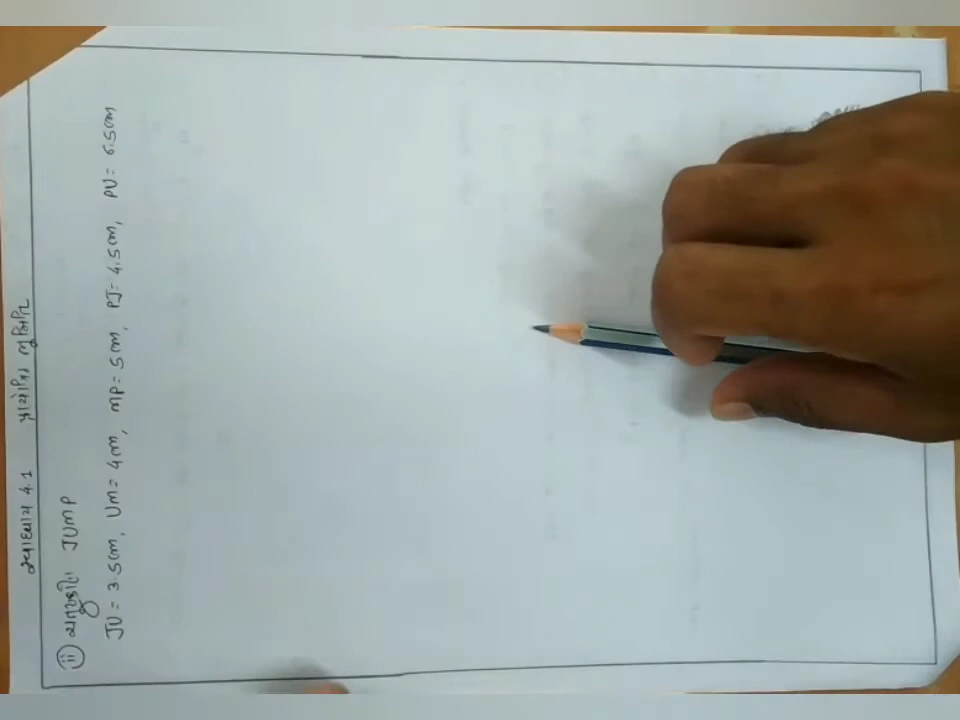 સ્વાધ્યાય 4.1 પ્રાયોગિક ભૂમિતિ
(ii) ચતુષ્કોણ JUMP
JU = 3.5cm, UM = 4cm, MP = 5cm, PJ = 4.5cm, PU = 6.5cm